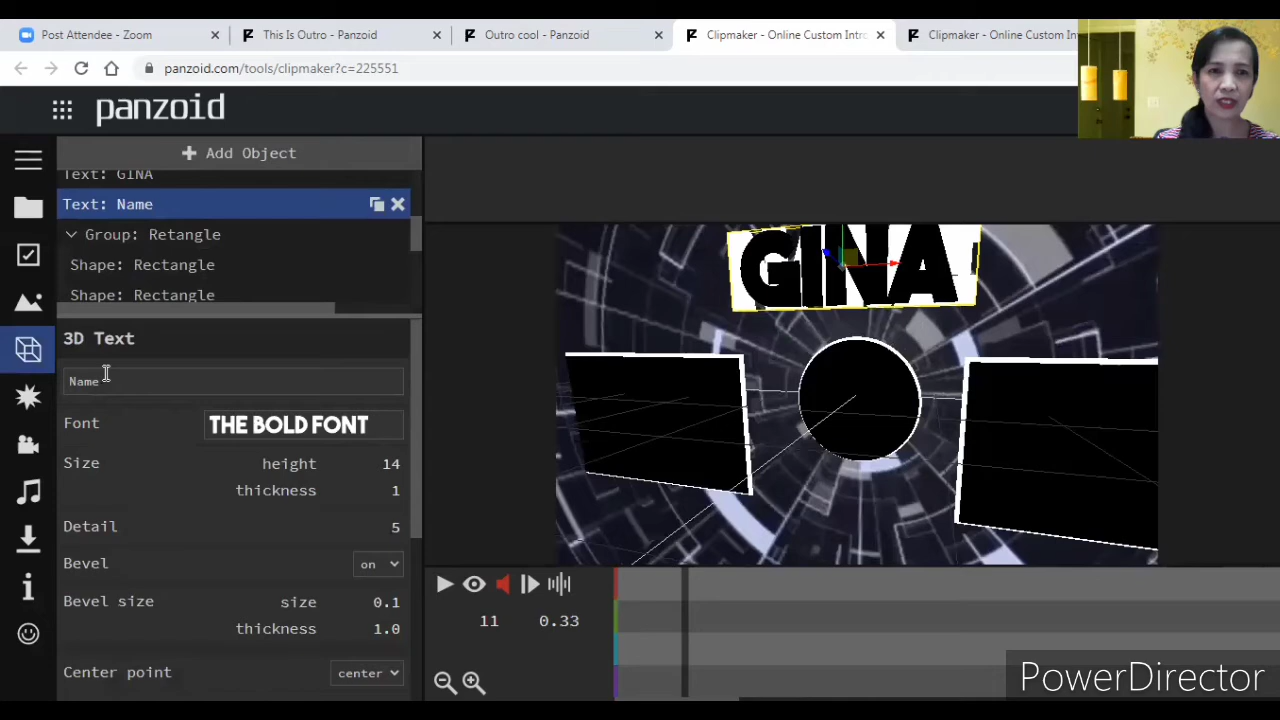 Post Attendee - Zoom
This Is Outro - Panzoid
Outro cool - Panzoid
Clipmaker - Online Custom Intro
Clipmaker - Online Custom Int
panzoid.com/tools/clipmaker?c=225551
panzoid
Add Object
Text: GINA
Text: Name
Group: Retangle
Shape: Rectangle
Shape: Rectangle
3D Text
Name
Font THE BOLD FONT
Size height 14
thickness 1
Detail 5
Bevel on
Bevel size size 0.1
thickness 1.0
Center point center
GINA
11 0.33
PowerDirector